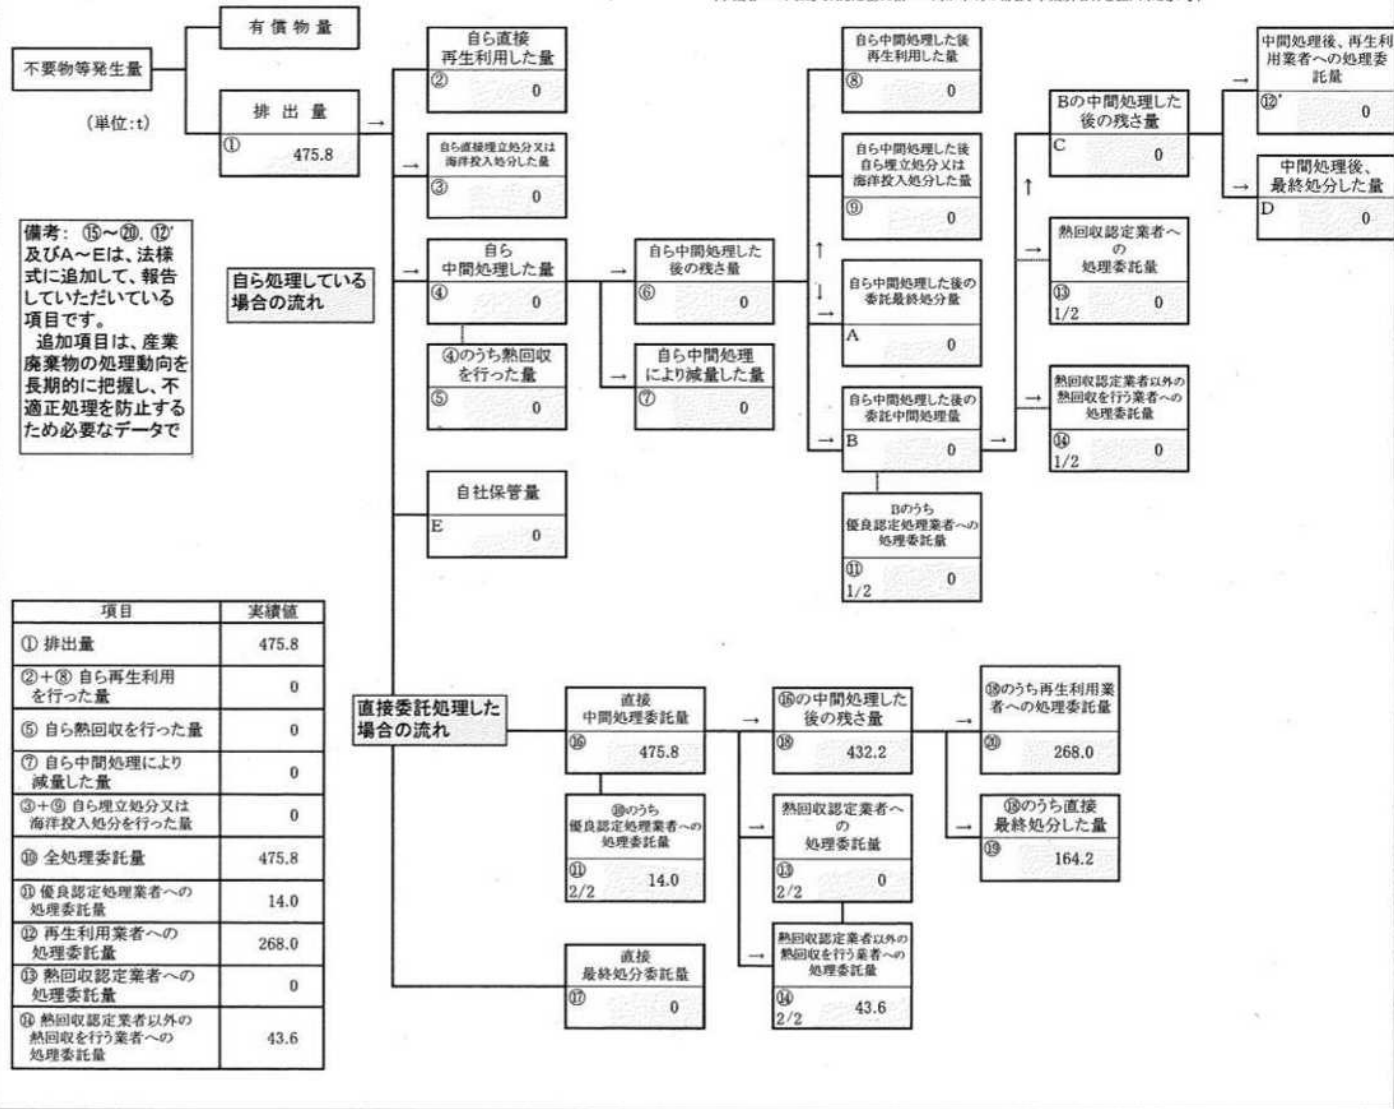 有償物量
不要物等発生量
(単位:t)
排出量
①
475.8
自ら直接
再生利用した量
②
0
自ら直接埋立処分又は
海洋投入処分した量
③
0
自ら
中間処理した量
④
0
④のうち熱回収
を行った量
⑤
0
自社保管量
E
0
自ら中間処理した
後の残さ量
⑥
0
自ら中間処理
により減量した量
⑦
0
自ら中間処理した後
再生利用した量
⑧
0
自ら中間処理した後
自ら埋立処分又は
海洋投入処分した量
⑨
0
自ら中間処理した後の
委託最終処分量
A
0
自ら中間処理した後の
委託中間処理量
B
0
Bのうち
優良認定処理業者への
処理委託量
⑪
1/2
0
Bの中間処理した
後の残さ量
C
0
熱回収認定業者へ
の
処理委託量
⑬
1/2
0
熱回収認定業者以外の
熱回収を行う業者への
処理委託量
⑭
1/2
0
中間処理後、再生利
用業者への処理委
託量
⑫'
0
中間処理後、
最終処分した量
D
0
備考: ⑮~⑳, ⑫'
及びA~Eは、法様
式に追加して、報告
していただいている
項目です。
追加項目は、産業
廃棄物の処理動向を
長期的に把握し、不
適正処理を防止する
ため必要なデータで
自ら処理している
場合の流れ
項目 実績値
① 排出量 475.8
②+⑧ 自ら再生利用
を行った量 0
⑤ 自ら熱回収を行った量 0
⑦ 自ら中間処理により
減量した量 0
③+⑨ 自ら埋立処分又は
海洋投入処分を行った量 0
⑩ 全処理委託量 475.8
⑪ 優良認定処理業者への
処理委託量 14.0
⑫ 再生利用業者への
処理委託量 268.0
⑬ 熱回収認定業者への
処理委託量 0
⑭ 熱回収認定業者以外の
熱回収を行う業者への
処理委託量 43.6
直接委託処理した
場合の流れ
直接
中間処理委託量
⑯
475.8
⑩のうち
優良認定処理業者への
処理委託量
⑪
2/2
14.0
直接
最終処分委託量
⑰
0
⑯の中間処理した
後の残さ量
⑱
432.2
熱回収認定業者へ
の
処理委託量
⑬
2/2
0
熱回収認定業者以外の
熱回収を行う業者への
処理委託量
⑭
2/2
43.6
⑱のうち再生利用業
者への処理委託量
⑳
268.0
⑱のうち直接
最終処分した量
⑲
164.2